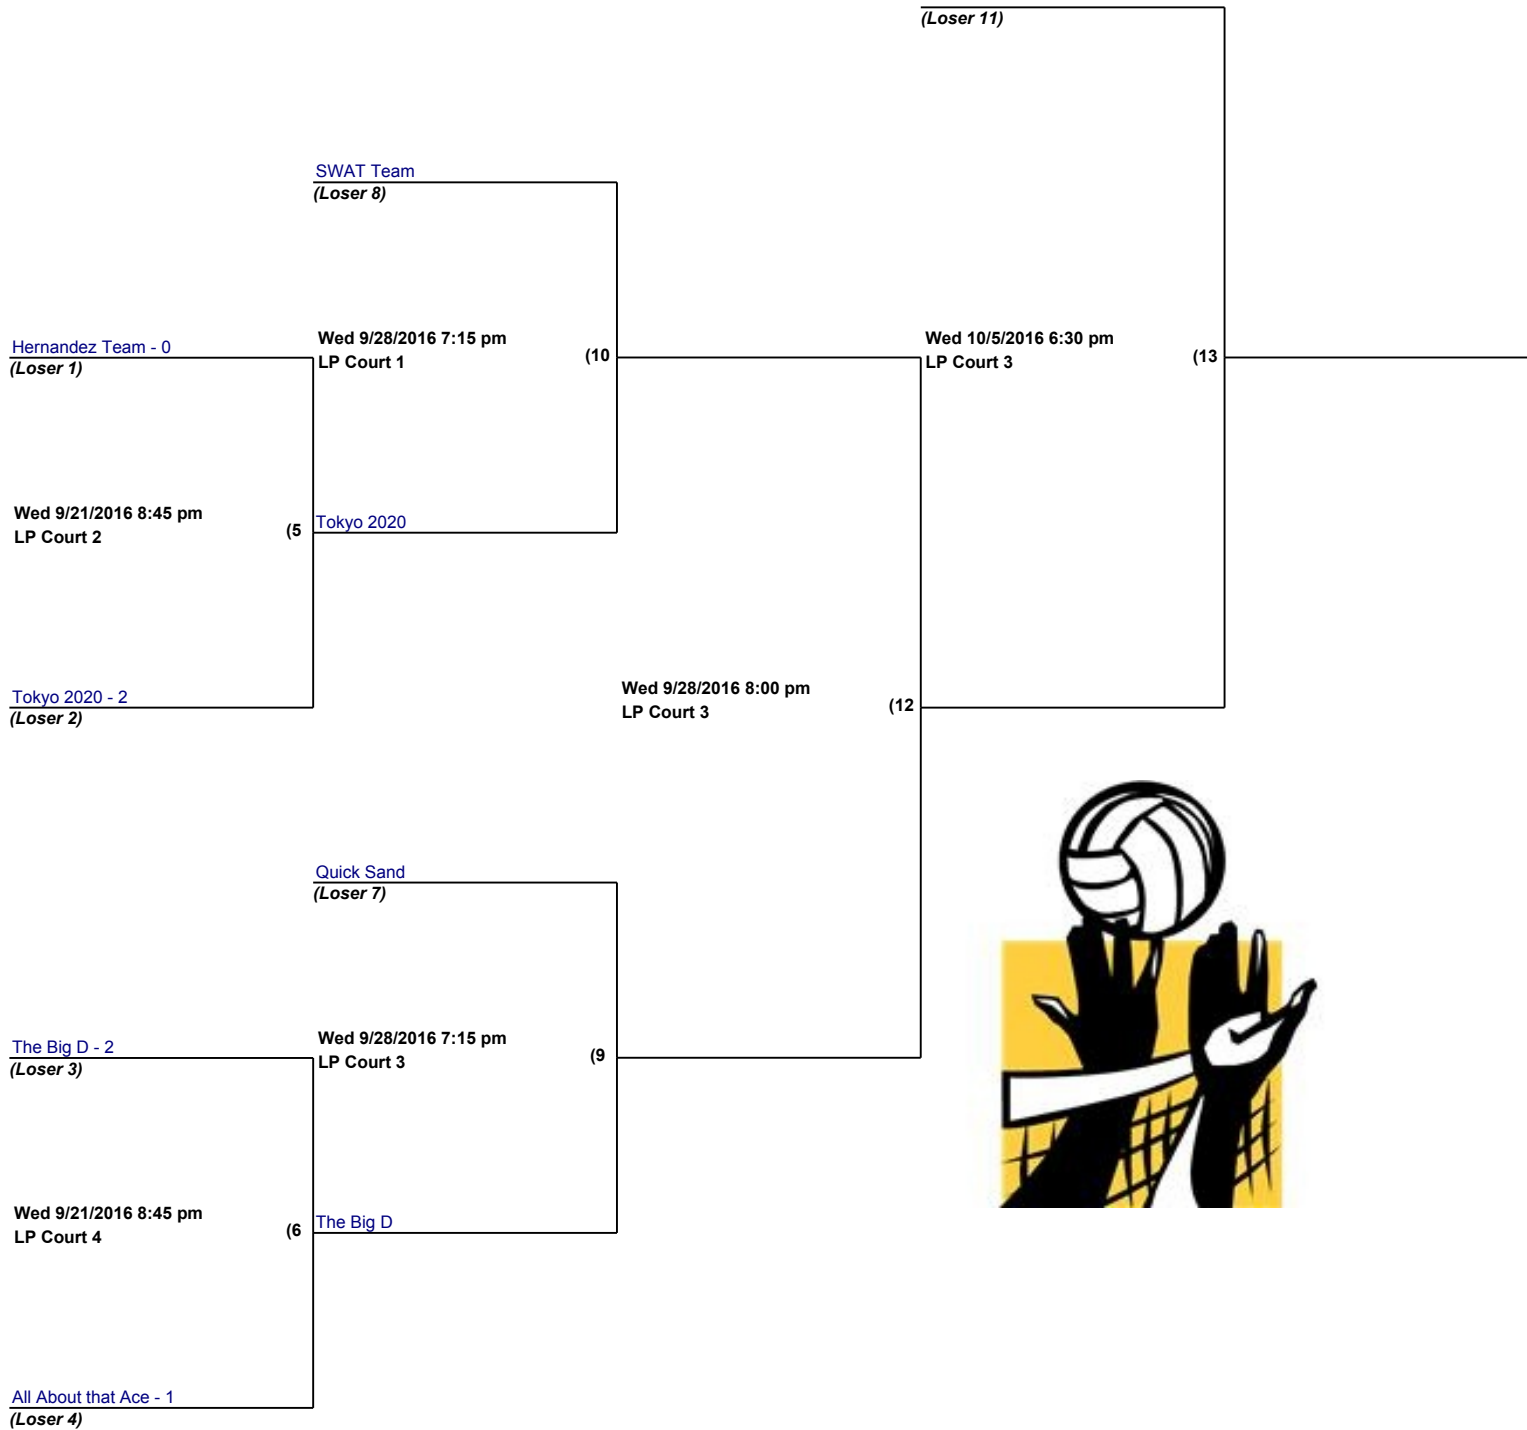 (Loser 11)
SWAT Team
(Loser 8)
Hernandez Team - 0
(Loser 1)
Wed 9/28/2016 7:15 pm
LP Court 1
(10
Wed 10/5/2016 6:30 pm
LP Court 3
(13
Wed 9/21/2016 8:45 pm
LP Court 2
(5
Tokyo 2020
Tokyo 2020 - 2
(Loser 2)
Wed 9/28/2016 8:00 pm
LP Court 3
(12
Quick Sand
(Loser 7)
The Big D - 2
(Loser 3)
Wed 9/28/2016 7:15 pm
LP Court 3
(9
Wed 9/21/2016 8:45 pm
LP Court 4
(6
The Big D
All About that Ace - 1
(Loser 4)